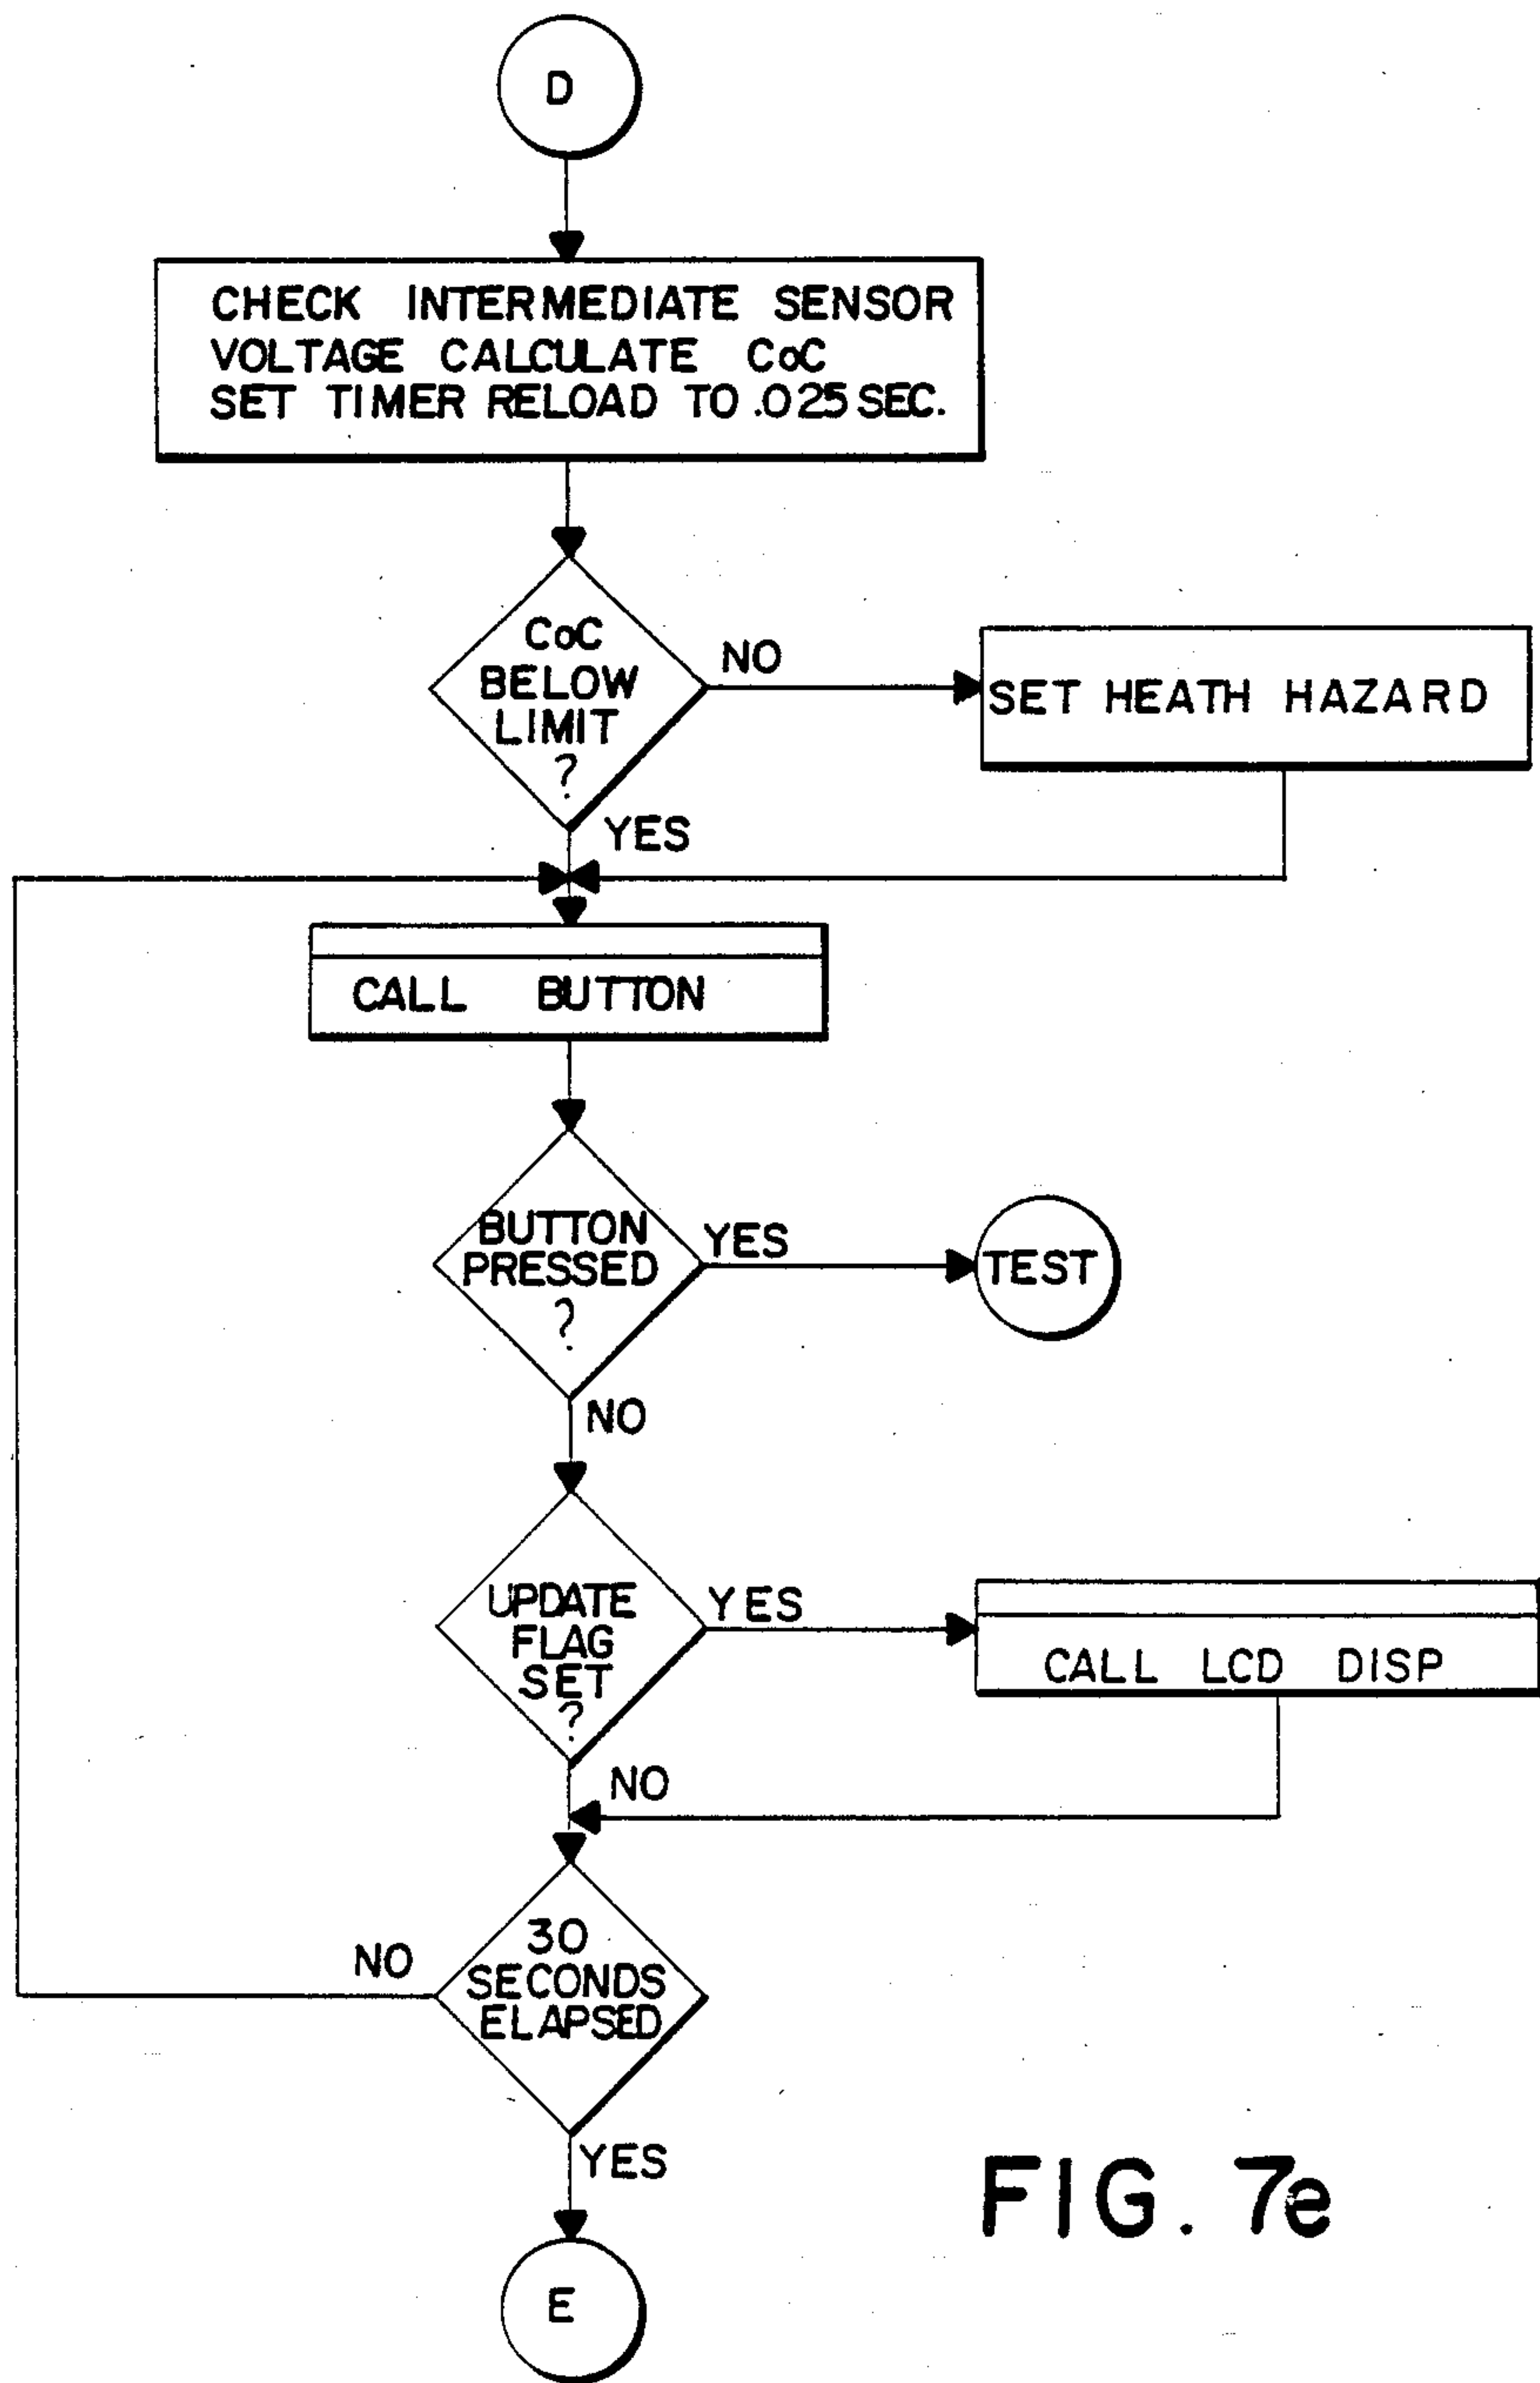 D
CHECK INTERMEDIATE SENSOR
VOLTAGE CALCULATE CoC
SET TIMER RELOAD TO .025 SEC.
CoC
BELOW
LIMIT
?
NO
SET HEATH HAZARD
YES
CALL BUTTON
BUTTON
PRESSED
?
YES
TEST
NO
UPDATE
FLAG
SET
?
YES
CALL LCD DISP
NO
30
SECONDS
ELAPSED
NO
YES
E
FIG. 7e